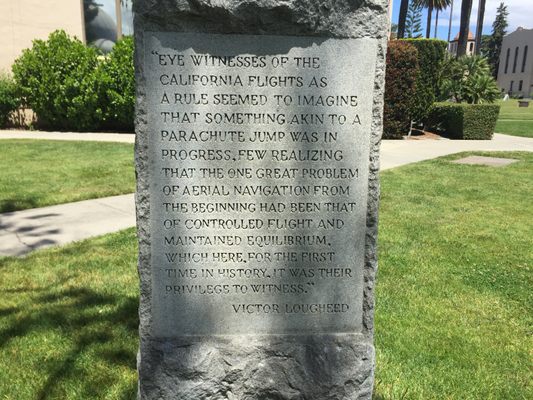 "EYE WITNESSES OF THE
CALIFORNIA FLIGHTS AS
A RULE SEEMED TO IMAGINE
THAT SOMETHING AKIN TO A
PARACHUTE JUMP WAS IN
PROGRESS, FEW REALIZING
THAT THE ONE GREAT PROBLEM
OF AERIAL NAVIGATION FROM
THE BEGINNING HAD BEEN THAT
OF CONTROLLED FLIGHT AND
MAINTAINED EQUILIBRIUM,
WHICH HERE, FOR THE FIRST
TIME IN HISTORY, IT WAS THEIR
PRIVILEGE TO WITNESS."
VICTOR LOUGHEED